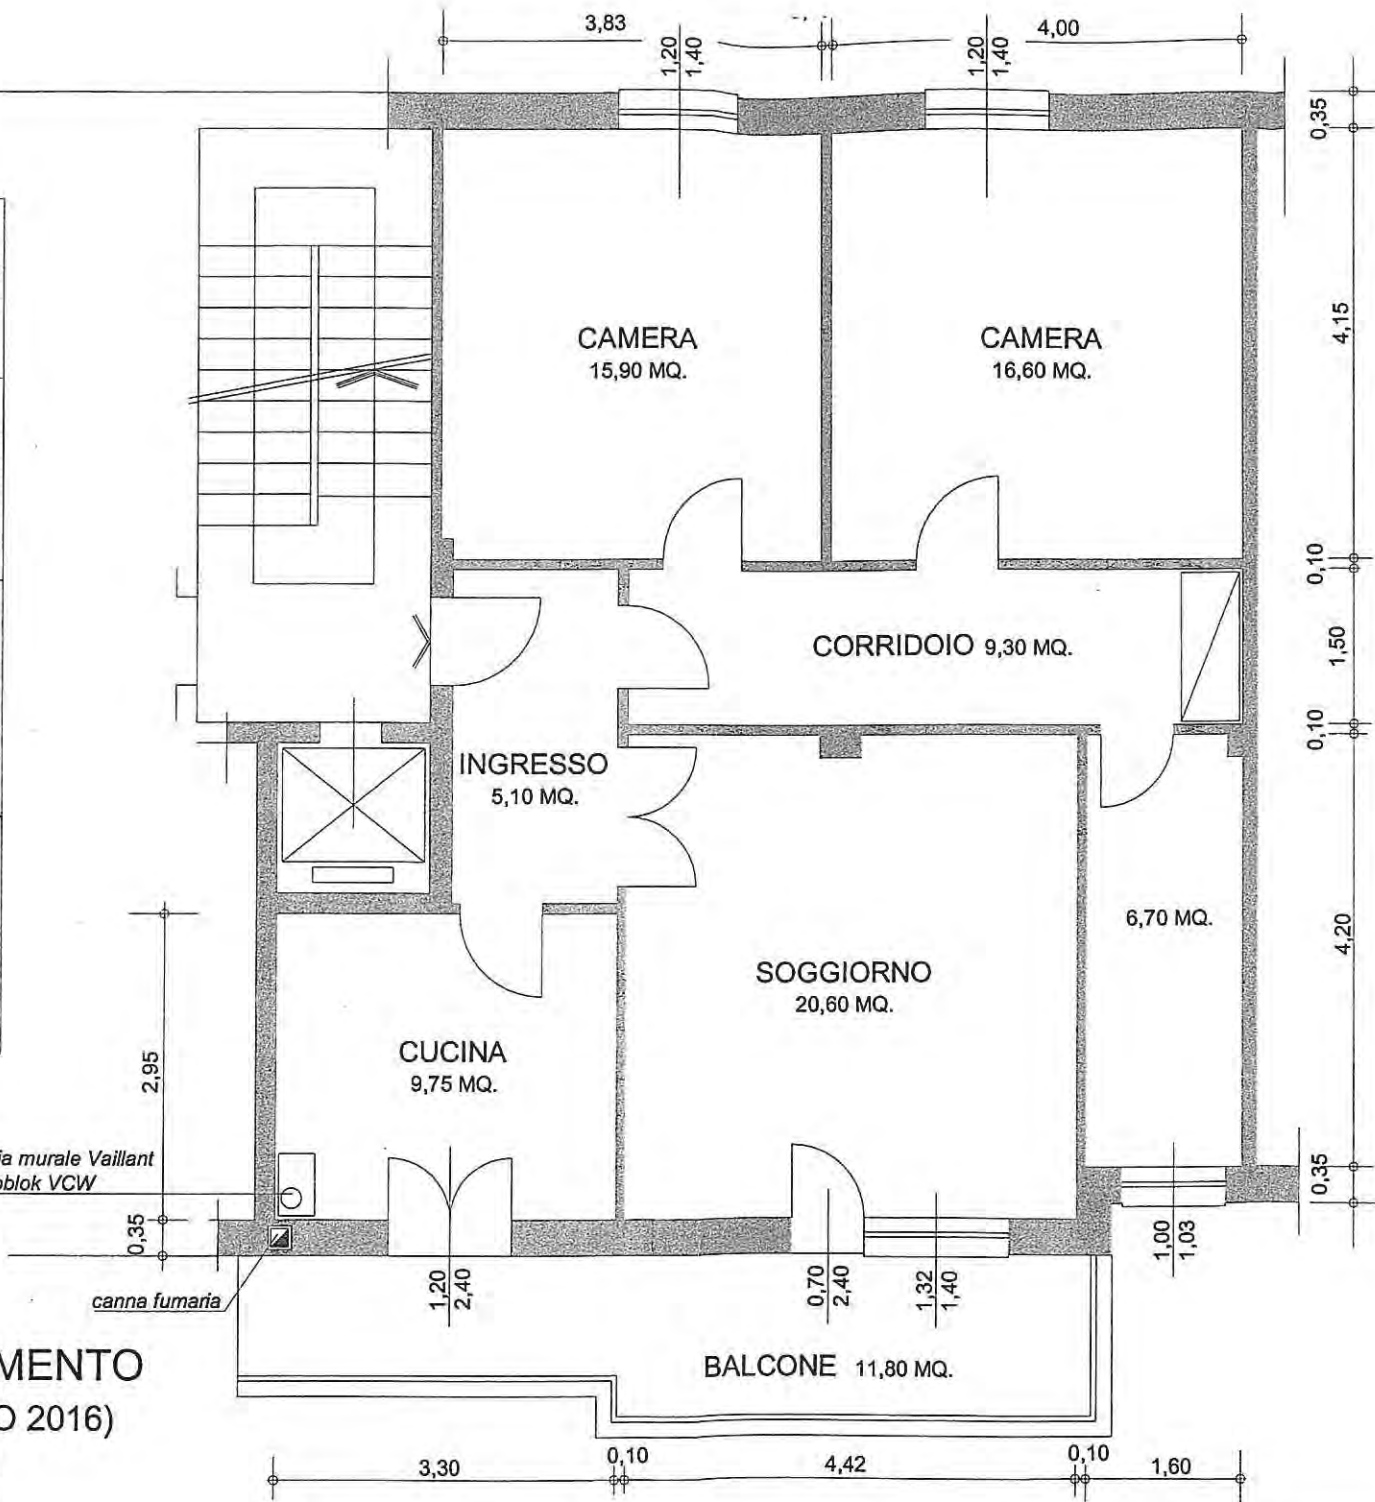 3,83
4,00
1,20
1,40
1,20
1,40
0,35
CAMERA
15,90 MQ.
CAMERA
16,60 MQ.
4,15
0,10
CORRIDOIO 9,30 MQ.
1,50
0,10
INGRESSO
5,10 MQ.
6,70 MQ.
4,20
SOGGIORNO
20,60 MQ.
CUCINA
9,75 MQ.
2,95
murale Vaillant
VCW
0,35
0,35
1,00
1,03
canna fumaria
1,20
2,40
0,70
2,40
1,32
1,40
BALCONE 11,80 MQ.
MENTO
O 2016)
3,30
0,10
4,42
0,10
1,60